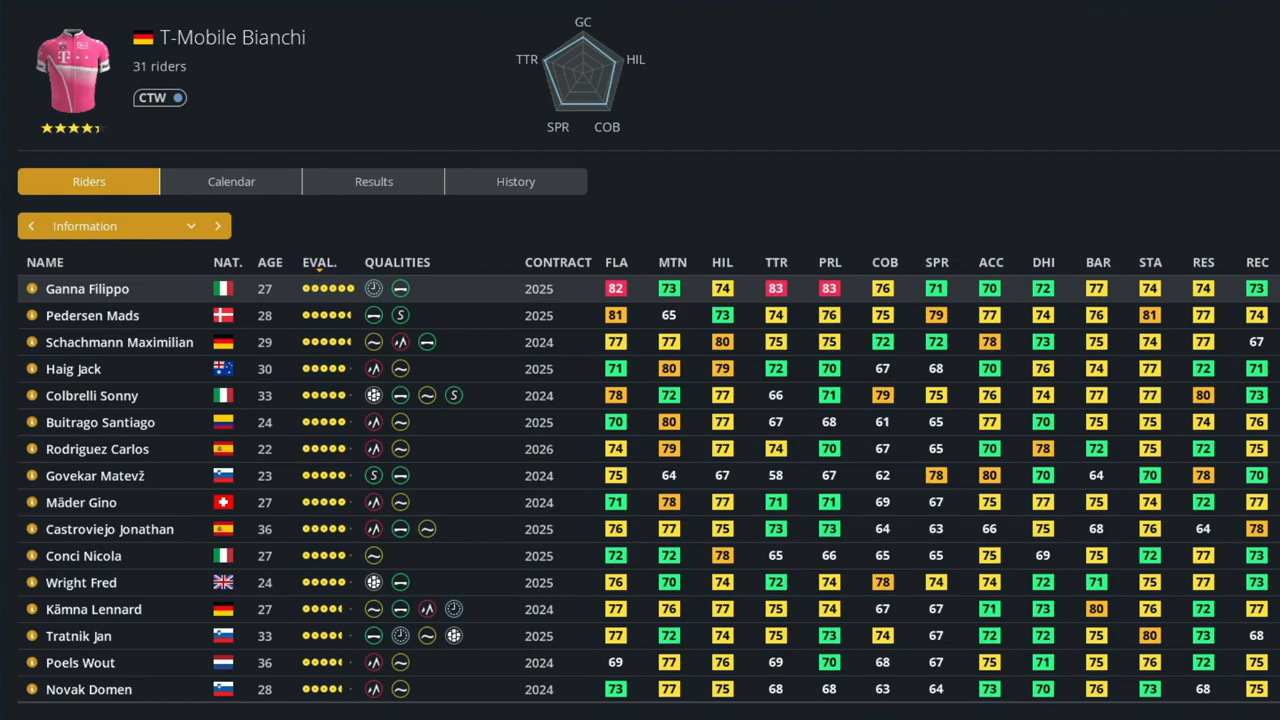 T-Mobile Bianchi
31 riders
CTW
GC
TTR HIL
SPR COB
Riders Calendar Results History
Information
NAME NAT. AGE EVAL. QUALITIES CONTRACT FLA MTN HIL TTR PRL COB SPR ACC DHI BAR STA RES REC
Ganna Filippo 27 2025 82 73 74 83 83 76 71 70 72 77 74 74 73
Pedersen Mads 28 S 2025 81 65 73 74 76 75 79 77 74 74 81 77 74
Schachmann Maximilian 29 2024 77 77 80 75 75 72 72 78 73 75 74 77 67
Haig Jack 30 2025 71 80 79 72 70 67 68 70 76 74 77 72 71
Colbrelli Sonny 33 S 2024 78 72 77 66 71 79 75 76 74 77 75 80 73
Buitrago Santiago 24 2025 70 80 77 67 68 61 65 77 70 75 75 74 76
Rodriguez Carlos 22 2026 74 79 77 74 70 67 65 70 78 72 75 72 75
Govekar Matevž 23 S 2024 75 64 67 58 67 62 78 80 70 64 70 78 70
Mäder Gino 27 2024 71 78 77 71 71 69 67 75 77 75 74 72 77
Castroviejo Jonathan 36 2025 76 77 75 73 73 64 63 66 75 68 76 64 78
Conci Nicola 27 2025 72 72 78 65 66 65 65 75 69 75 72 77 73
Wright Fred 24 2025 76 70 74 72 74 78 74 74 72 71 75 77 73
Kämna Lennard 27 2024 77 76 77 75 74 67 67 71 73 80 76 72 77
Tratnik Jan 33 2025 77 72 74 75 73 74 67 72 72 75 80 73 68
Poels Wout 36 2024 69 77 76 69 70 68 67 75 71 75 76 72 75
Novak Domen 28 2024 73 77 75 68 68 63 64 73 70 76 73 68 75